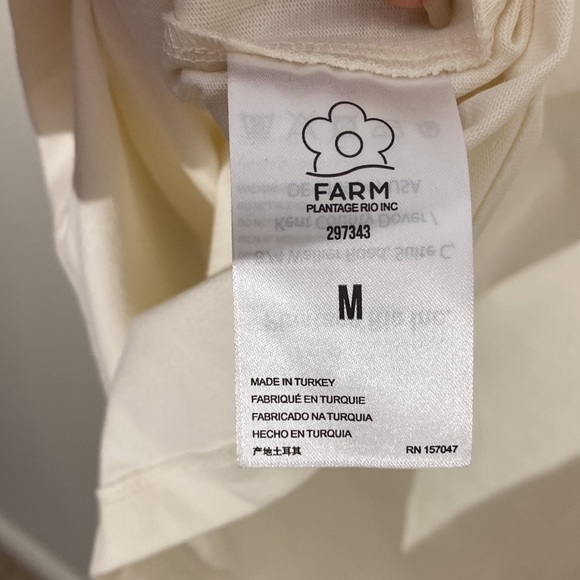 FARM
PLANTAGE RIO INC
297343
M
MADE IN TURKEY
FABRIQUÉ EN TURQUIE
FABRICADO NA TURQUIA
HECHO EN TURQUIA
产地土耳其
RN 157047